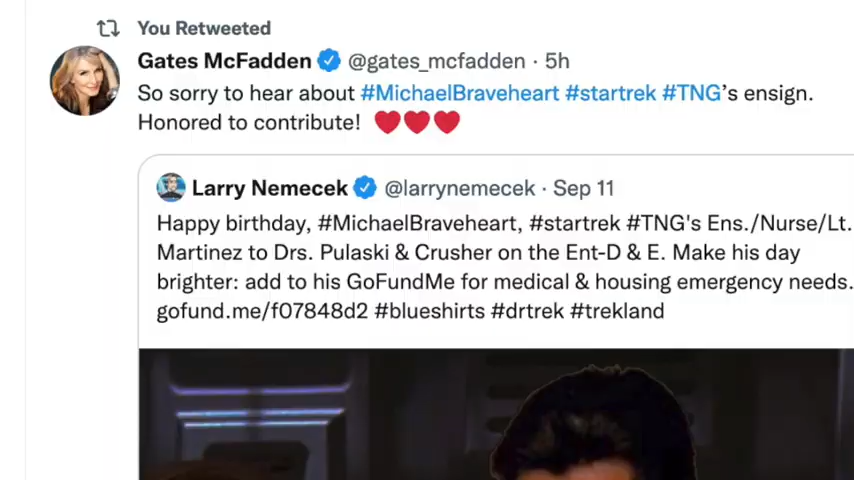 You Retweeted
Gates McFadden @gates_mcfadden · 5h
So sorry to hear about #MichaelBraveheart #startrek #TNG's ensign.
Honored to contribute! ❤️❤️❤️
Larry Nemecek @larrynemecek · Sep 11
Happy birthday, #MichaelBraveheart, #startrek #TNG's Ens./Nurse/Lt.
Martinez to Drs. Pulaski & Crusher on the Ent-D & E. Make his day
brighter: add to his GoFundMe for medical & housing emergency needs.
gofund.me/f07848d2 #blueshirts #drtrek #trekland